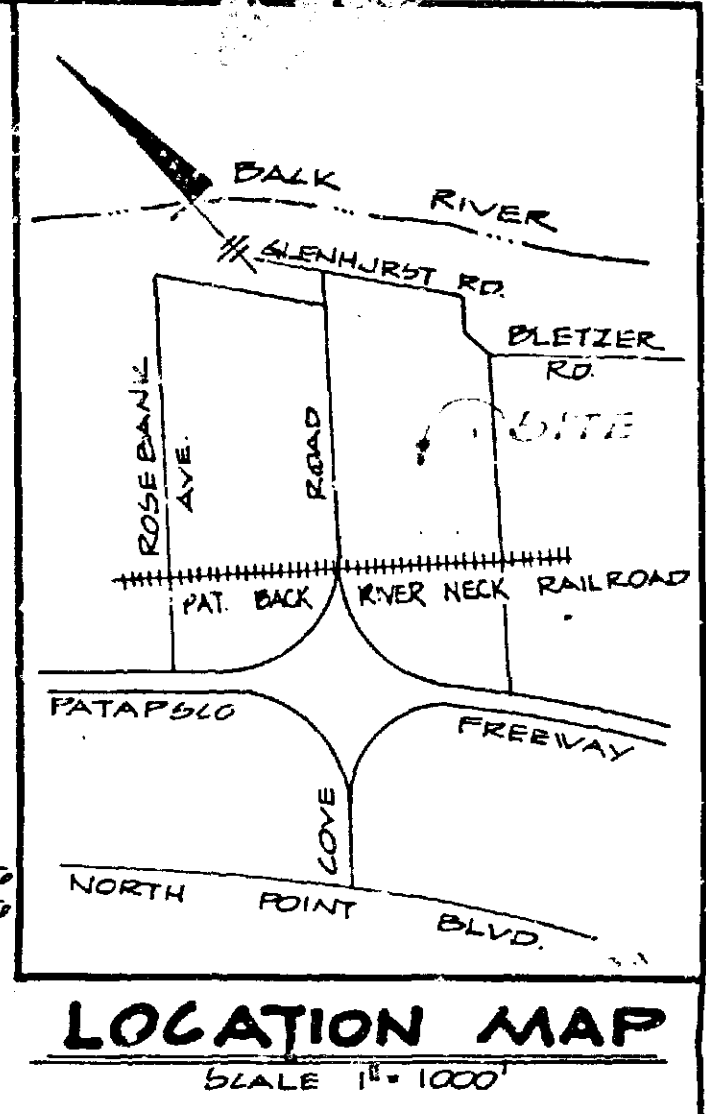 BACK RIVER
GLENHURST RD.
BLETZER
RD.
ROSEBANK
AVE.
ROAD
SITE
PAT. BACK RIVER NECK RAILROAD
PATAPSCO
FREEWAY
COVE
NORTH POINT BLVD.
LOCATION MAP
SCALE 1"= 1000'